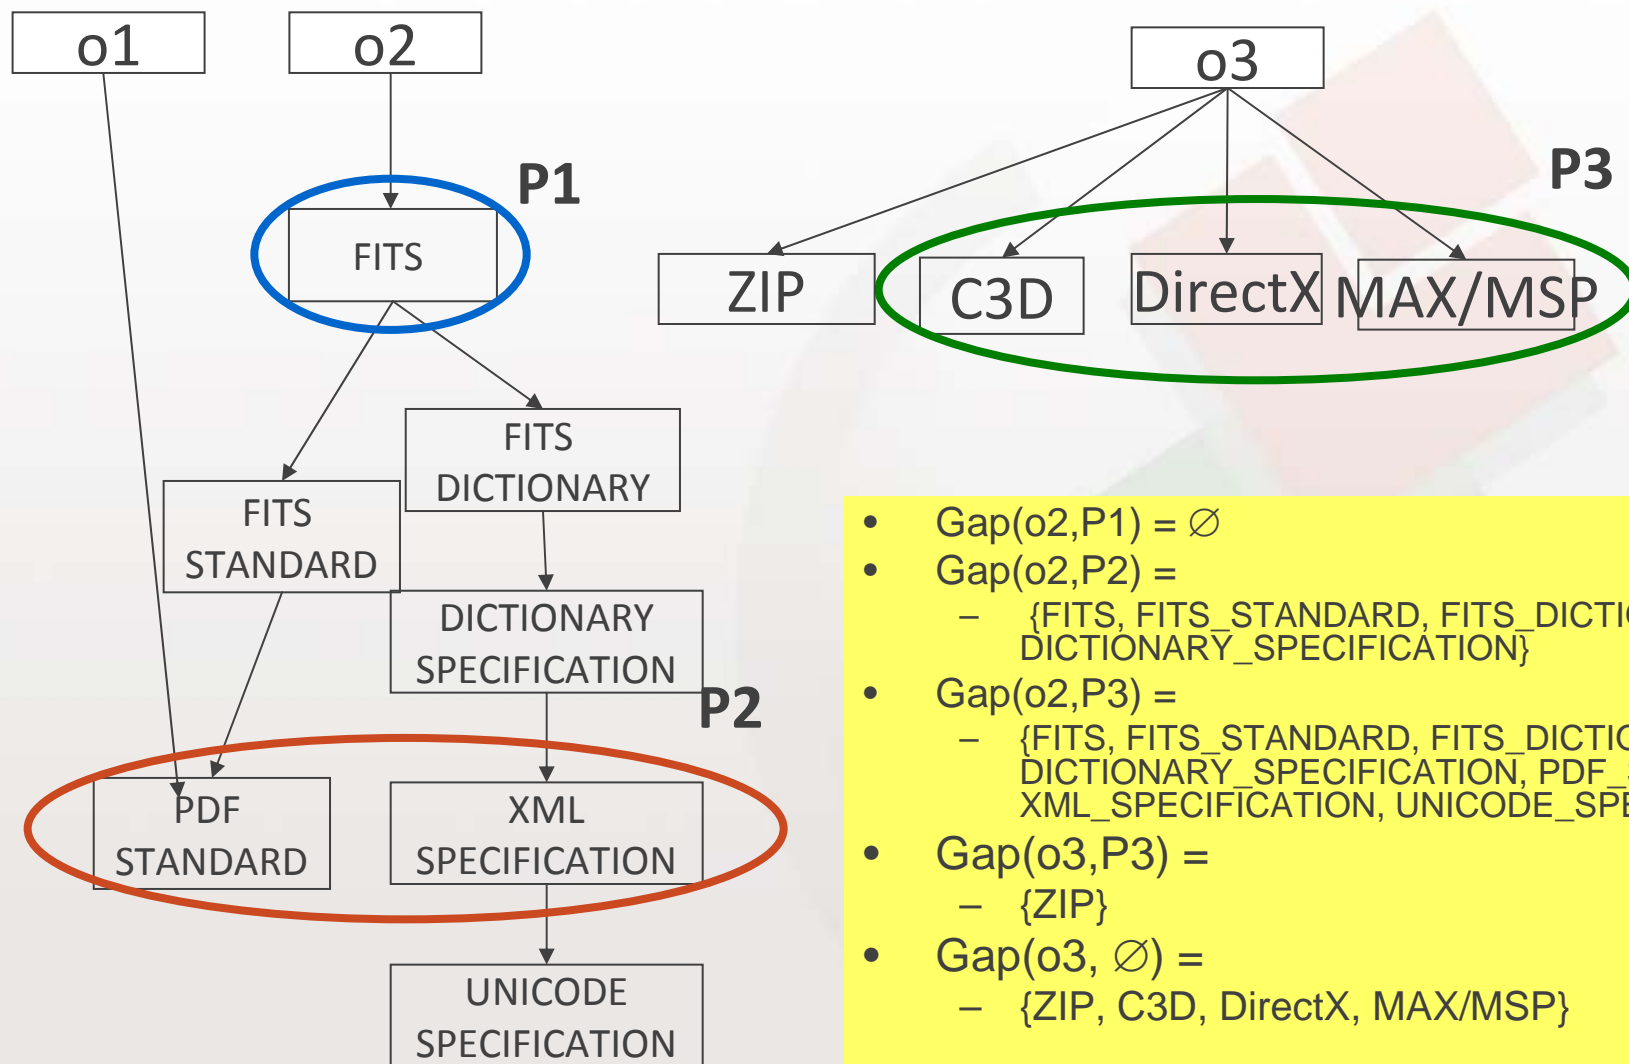 o1
o2
o3
P1
P3
FITS
ZIP
C3D
DirectX
MAX/MSP
FITS
DICTIONARY
FITS
STANDARD
DICTIONARY
SPECIFICATION
P2
PDF
STANDARD
XML
SPECIFICATION
UNICODE
SPECIFICATION
• Gap(o2,P1) = ∅
• Gap(o2,P2) =
– {FITS, FITS_STANDARD,
DICTIONARY_SPECIFICATION}
• Gap(o2,P3) =
– {FITS, FITS_STANDARD,
DICTIONARY_SPECIFICATION,
XML_SPECIFICATION,
• Gap(o3,P3) =
– {ZIP}
• Gap(o3, ∅) =
– {ZIP, C3D, DirectX, MAX/MSP}